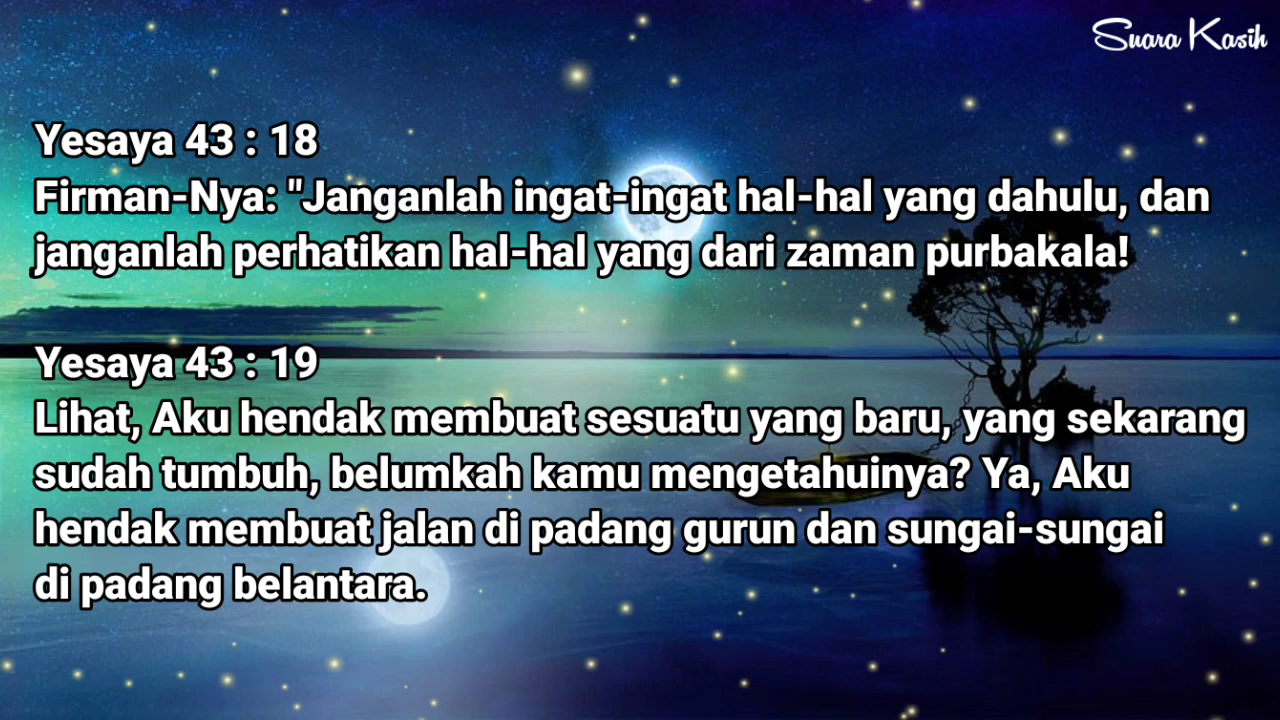 Suara Kasih
Yesaya 43 : 18
Firman-Nya: "Janganlah ingat-ingat hal-hal yang dahulu, dan
janganlah perhatikan hal-hal yang dari zaman purbakala!
Yesaya 43 : 19
Lihat, Aku hendak membuat sesuatu yang baru, yang sekarang
sudah tumbuh, belumkah kamu mengetahuinya? Ya, Aku
hendak membuat jalan di padang gurun dan sungai-sungai
di padang belantara.